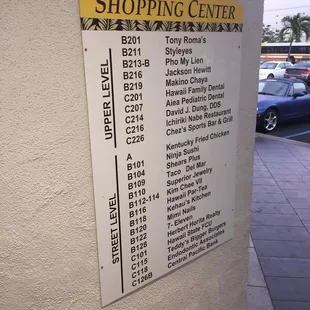 SHOPPING CENTER
UPPER LEVEL
B201 Tony Roma's
B211 Styleyes
B213-B Pho My Lien
B216 Jackson Hewitt
B219 Makino Chaya
C201 Hawaii Family Dental
C207 Aiea Pediatric Dental
C214 David J. Dung, DDS
C216 Ichiriki Nabe Restaurant
C226 Chez's Sports Bar & Grill
STREET LEVEL
A Kentucky Fried Chicken
B101 Ninja Sushi
B104 Shears Plus
B109 Taco Del Mar
B110 Superior Jewelry
B112-114 Kim Chee VII
B116 Hawaii Par-Tea
B118 Kehau's Kitchen
B120 Mimi Nails
B122 7-Eleven
B128 Herbert Horita Realty
C101 Hawaii State FCU
C115 Teddy's Bigger Burgers
C118 Endodontic Associates
C126B Central Pacific Bank